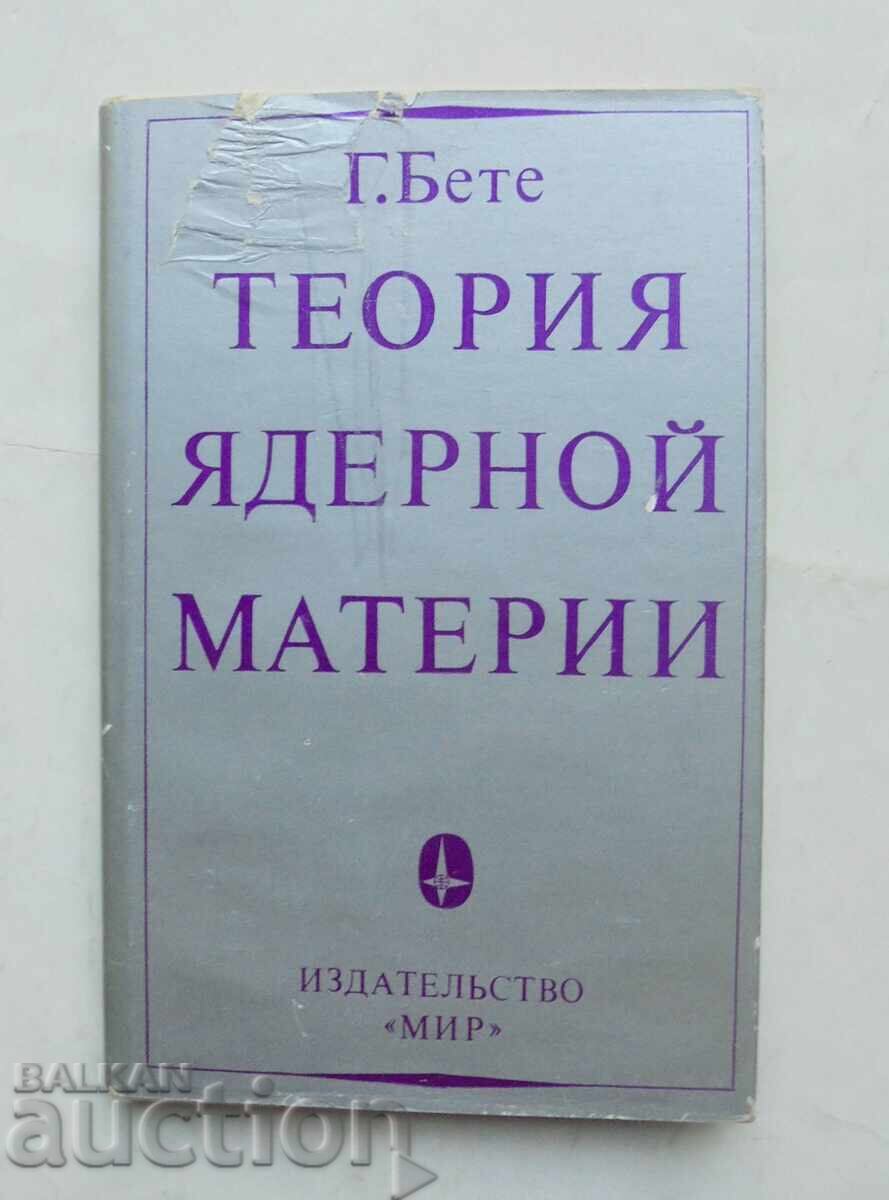 Г.Бете
ТЕОРИЯ
ЯДЕРНОЙ
МАТЕРИИ
ИЗДАТЕЛЬСТВО
«МИР»
BALKAN
auction